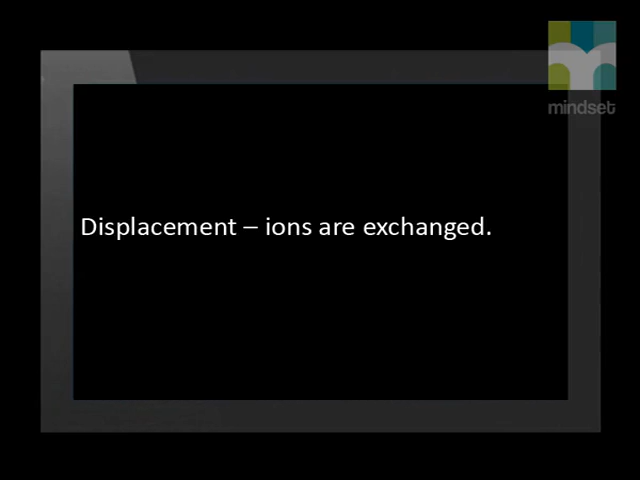 mindset
Displacement – ions are exchanged.